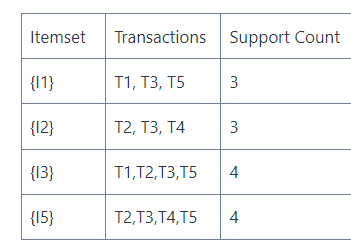 Itemset Transactions Support Count
{I1} T1, T3, T5 3
{I2} T2, T3, T4 3
{I3} T1,T2,T3,T5 4
{I5} T2,T3,T4,T5 4